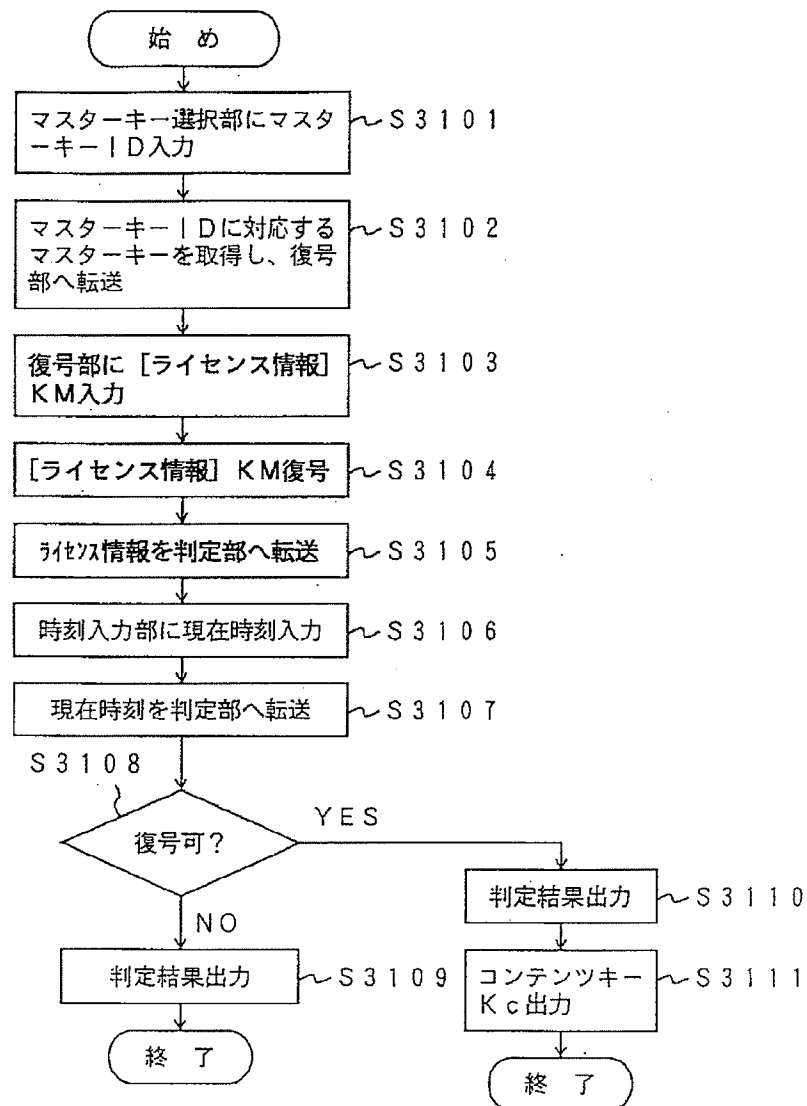 始 め
マスターキー選択部にマスタ
ーキーID入力
S3101
マスターキーIDに対応する
マスターキーを取得し、復号
部へ転送
S3102
復号部に［ライセンス情報］
KM入力
S3103
［ライセンス情報］KM復号
S3104
ﾗｲｾﾝｽ情報を判定部へ転送
S3105
時刻入力部に現在時刻入力
S3106
現在時刻を判定部へ転送
S3107
S3108
復号可？
YES
NO
判定結果出力
S3110
判定結果出力
S3109
コンテンツキー
Kc出力
S3111
終 了
終 了